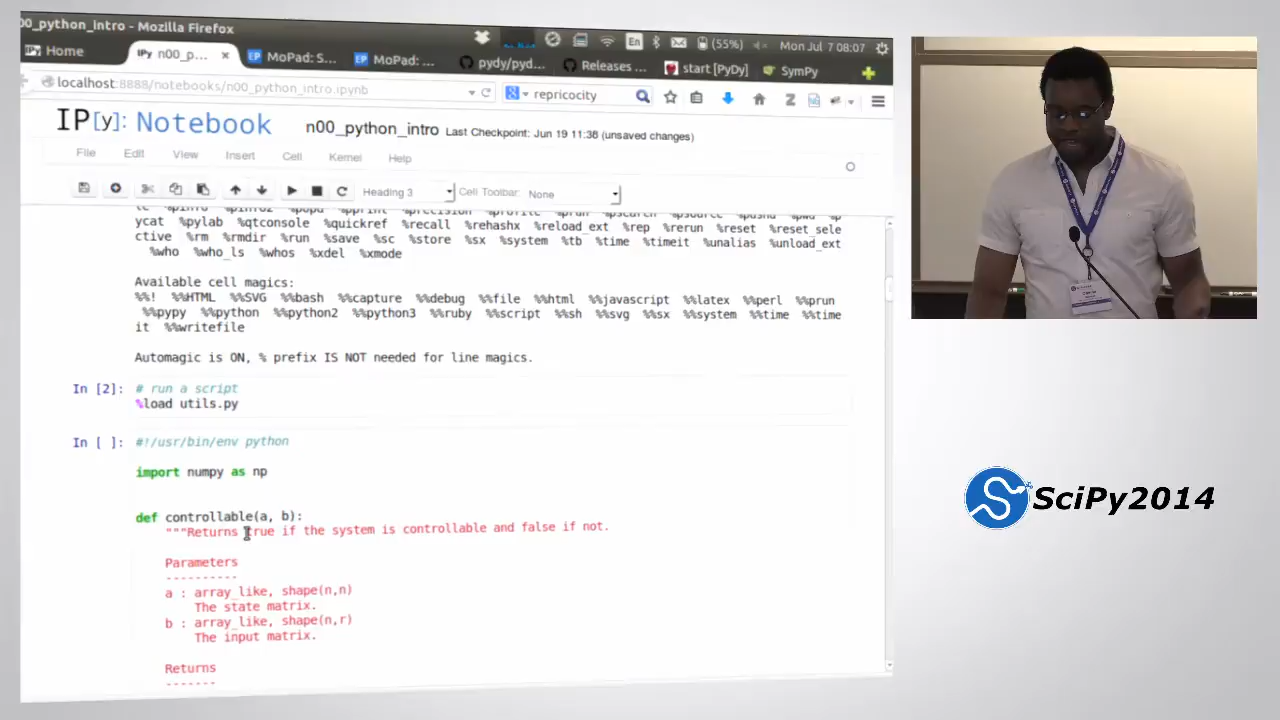 00_python_intro - Mozilla Firefox
En
(55%)
Mon Jul 7 08:07
IPy Home
IPy n00_p...
EP MoPad: S...
EP MoPad: ...
pydy/pyd...
Releases ...
start [PyDy]
SymPy
localhost:8888/notebooks/n00_python_intro.ipynb
repricocity
IP[y]: Notebook
n00_python_intro Last Checkpoint: Jun 19 11:36 (unsaved changes)
File Edit View Insert Cell Kernel Help
Heading 3
Cell Toolbar: None
ycat %pylab %qtconsole %quickref %recall %rehashx %reload_ext %rep %rerun %reset %reset_sele
ctive %rm %rmdir %run %save %sc %store %sx %system %tb %time %timeit %unalias %unload_ext
%who %who_ls %whos %xdel %xmode
Available cell magics:
%%! %%HTML %%SVG %%bash %%capture %%debug %%file %%html %%javascript %%latex %%perl %%prun
%%pypy %%python %%python2 %%python3 %%ruby %%script %%sh %%svg %%sx %%system %%time %%time
it %%writefile
Automagic is ON, % prefix IS NOT needed for line magics.
In [2]: # run a script
%load utils.py
In [ ]: #!/usr/bin/env python
import numpy as np
def controllable(a, b):
"""Returns true if the system is controllable and false if not.
Parameters
----------
a : array_like, shape(n,n)
The state matrix.
b : array_like, shape(n,r)
The input matrix.
Returns
-------
SciPy2014